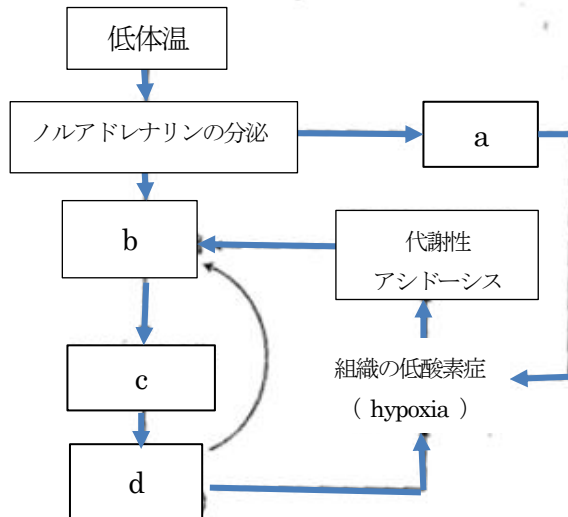 低体温
ノルアドレナリンの分泌
a
b
代謝性
アシドーシス
c
組織の低酸素症
( hypoxia )
d